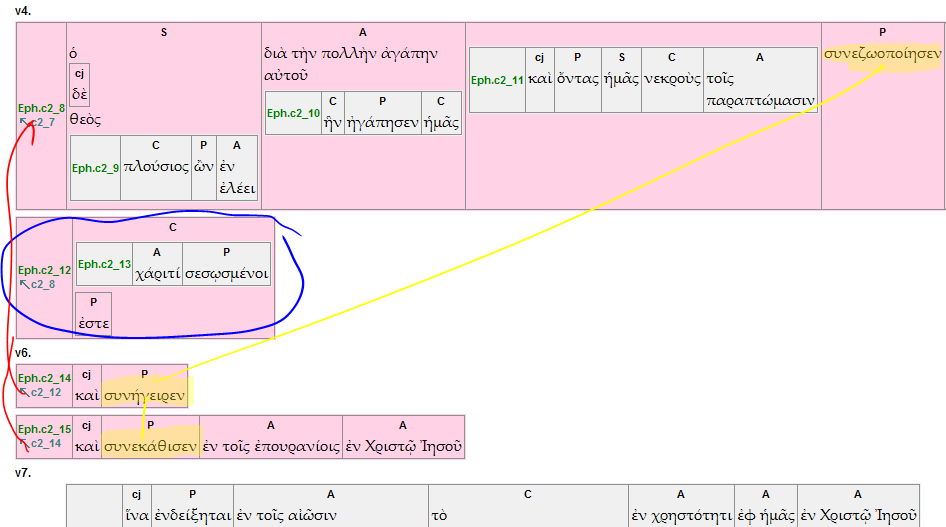 v4.
S A P
ὁ διὰ τὴν πολλὴν ἀγάπην συνεζωοποίησεν
cj αὐτοῦ cj P S C A
δὲ Eph.c2_11 καὶ ὄντας ἡμᾶς νεκροὺς τοῖς
παραπτώμασιν
Eph.c2_8 C P C
↖c2_7 θεὸς Eph.c2_10 ἣν ἠγάπησεν ἡμᾶς
C P A
Eph.c2_9 πλούσιος ὢν ἐν
ἐλέει
C
A P
Eph.c2_12 Eph.c2_13 χάριτί σεσῳσμένοι
↖c2_8
P
ἐστε
v6.
Eph.c2_14 cj P
↖c2_12 καὶ συνήγειρεν
Eph.c2_15 cj P A A
↖c2_14 καὶ συνεκάθισεν ἐν τοῖς ἐπουρανίοις ἐν Χριστῷ Ἰησοῦ
v7.
cj P A C A A A
ἵνα ἐνδείξηται ἐν τοῖς αἰῶσιν τὸ ἐν χρηστότητι ἐφ ἡμᾶς ἐν Χριστῷ Ἰησοῦ